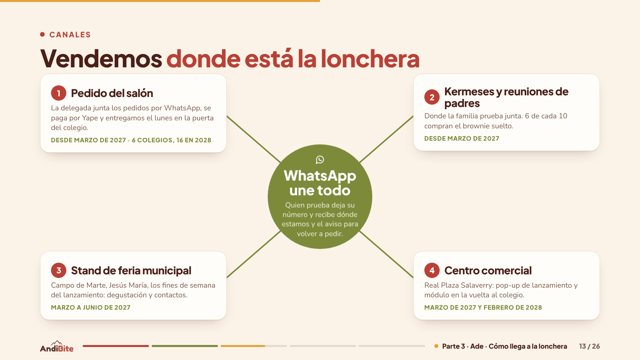 CANALES
Vendemos donde está la lonchera
1 Pedido del salón
La delegada junta los pedidos por WhatsApp, se
paga por Yape y entregamos el lunes en la puerta
del colegio.
DESDE MARZO DE 2027 · 6 COLEGIOS, 16 EN 2028
2 Kermeses y reuniones de
padres
Donde la familia prueba junta. 6 de cada 10
compran el brownie suelto.
DESDE MARZO DE 2027
WhatsApp
une todo
Quien prueba deja su
número y recibe dónde
estamos y el aviso para
volver a pedir.
3 Stand de feria municipal
Campo de Marte, Jesús María, los fines de semana
del lanzamiento: degustación y contactos.
MARZO A JUNIO DE 2027
4 Centro comercial
Real Plaza Salaverry: pop-up de lanzamiento y
módulo en la vuelta al colegio.
MARZO DE 2027 Y FEBRERO DE 2028
AndiBite
Parte 3 · Ade · Cómo llega a la lonchera
13 / 26